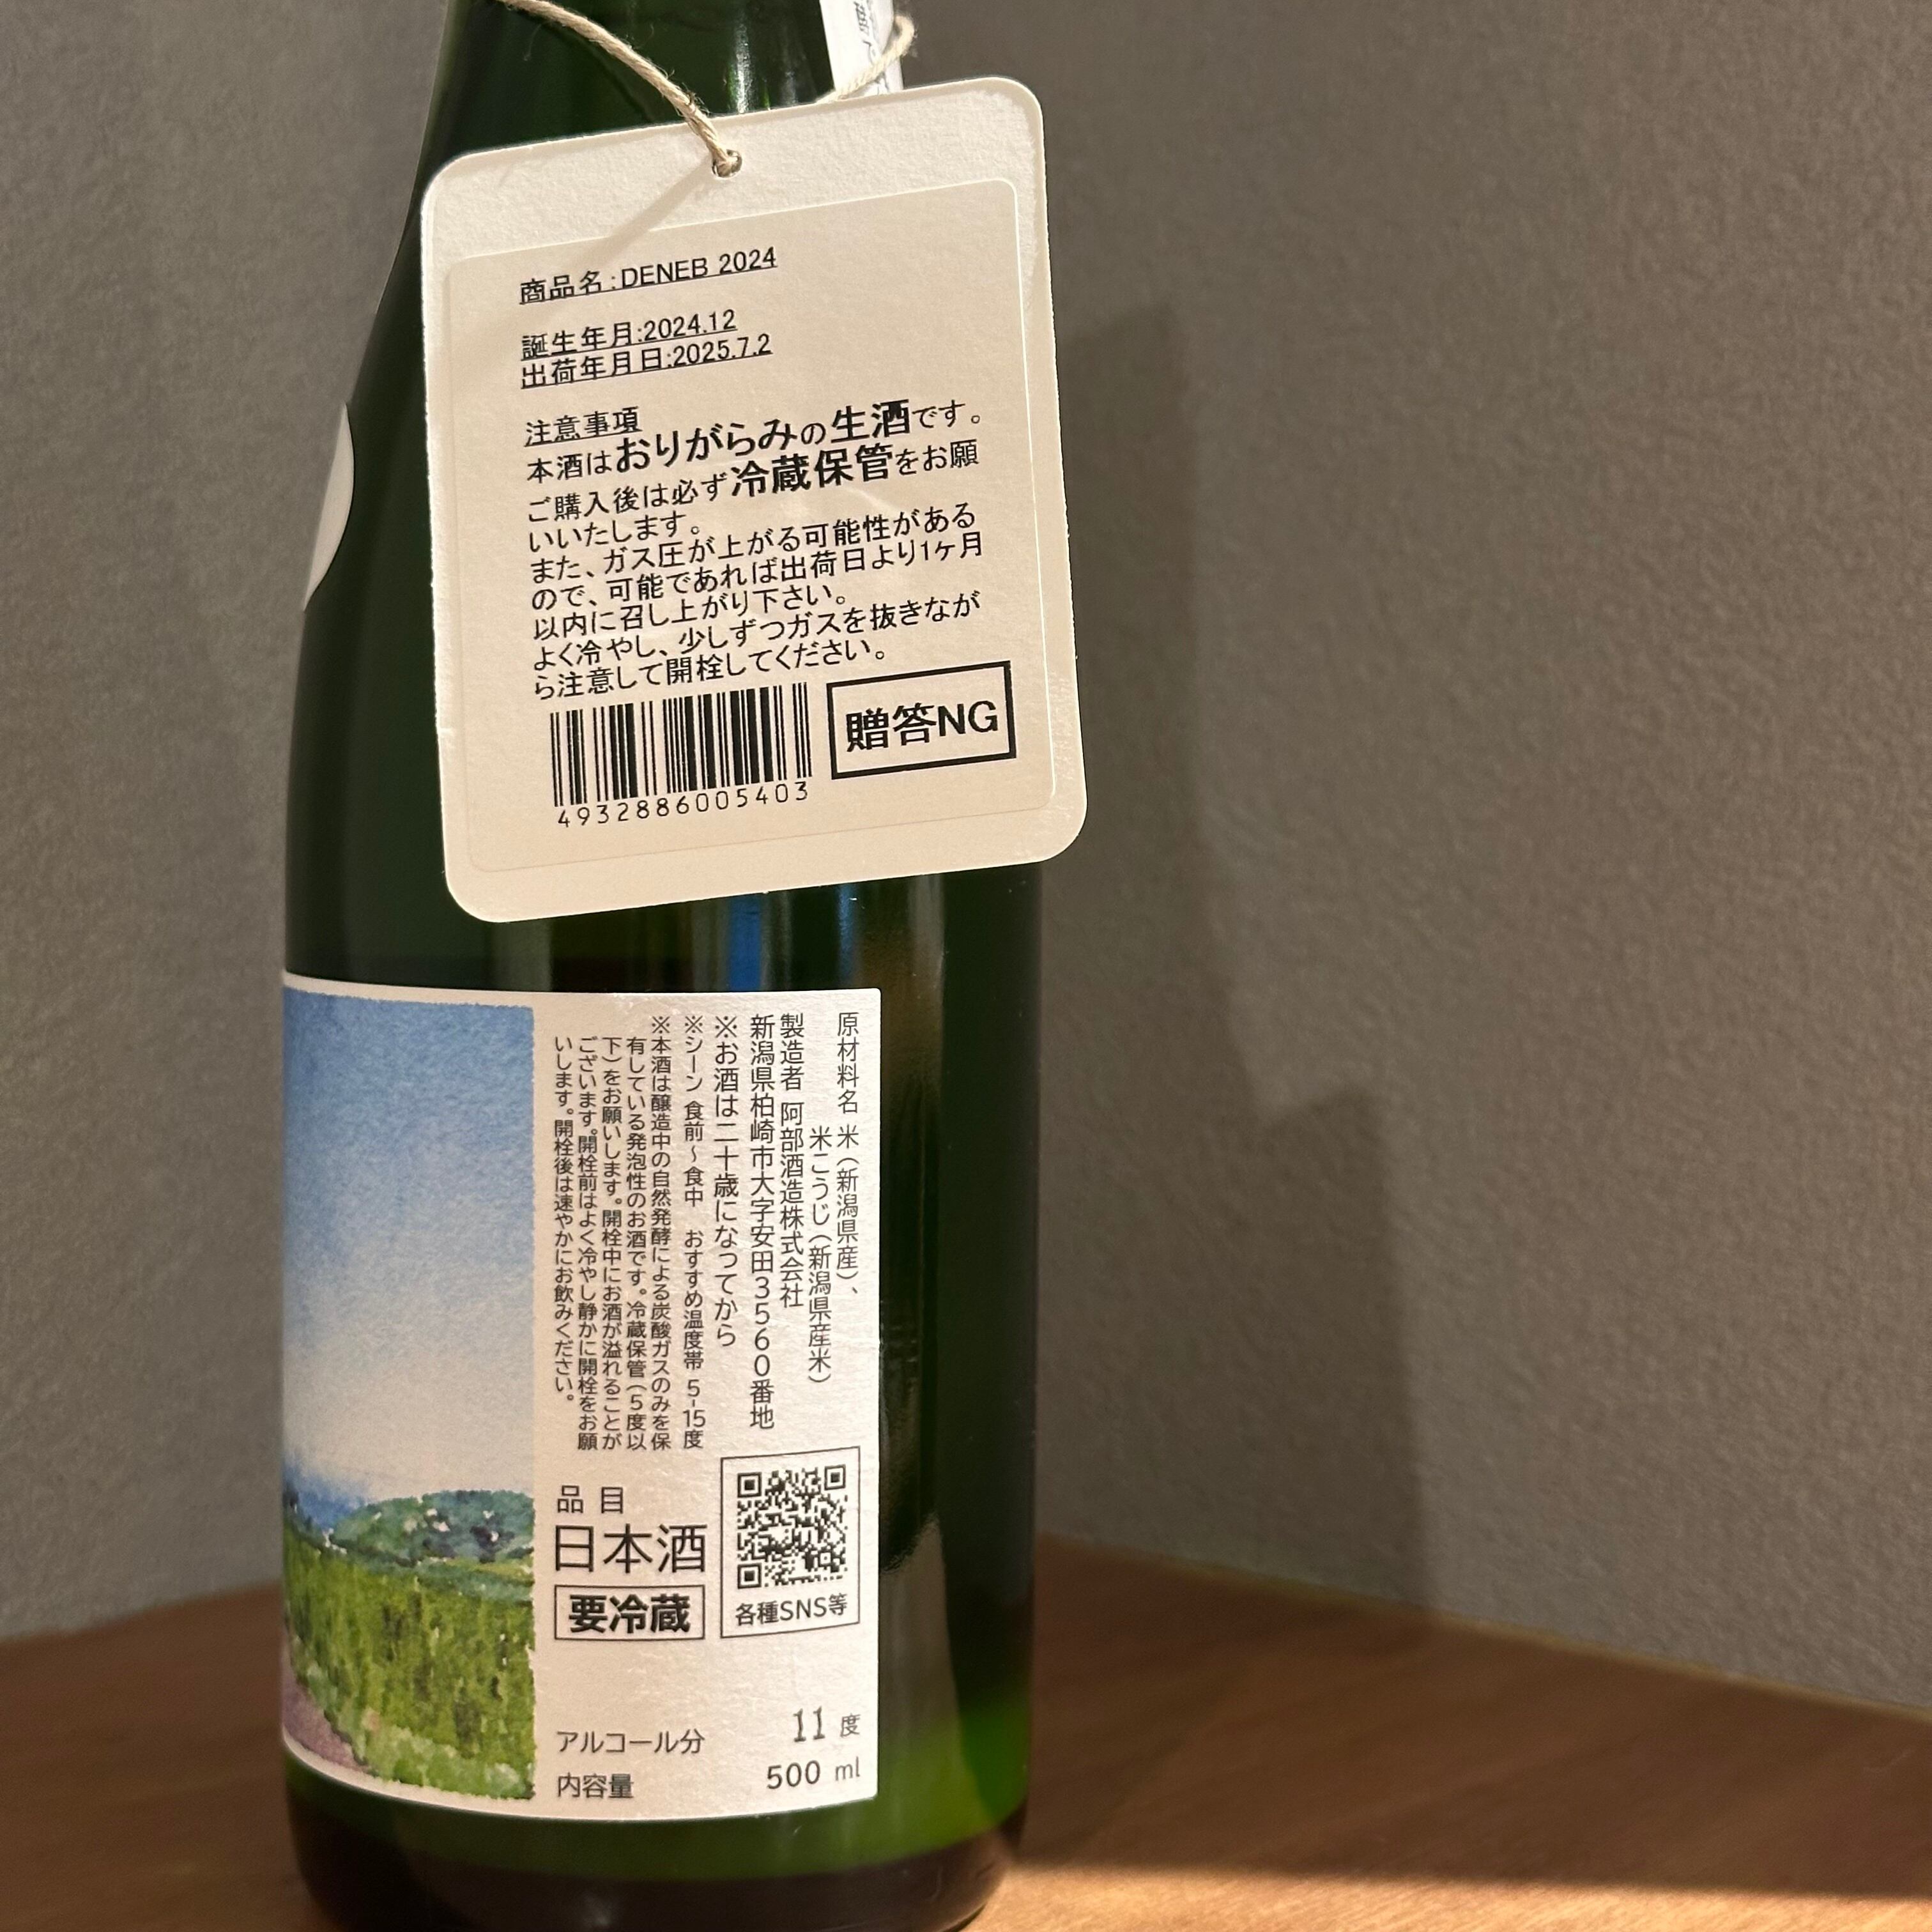 商品名:DENEB 2024
誕生年月:2024.12
出荷年月日:2025.7.2
注意事項
本酒はおりがらみの生酒です。
ご購入後は必ず冷蔵保管をお願
いいたします。
また、ガス圧が上がる可能性がある
ので、可能であれば出荷日より1ヶ月
以内に召し上がり下さい。
よく冷やし、少しずつガスを抜きなが
ら注意して開栓してください。
4932886005403
贈答NG
原材料名 米（新潟県産）、
米こうじ（新潟県産米）
製造者 阿部酒造株式会社
新潟県柏崎市大字安田3560番地
※お酒は二十歳になってから
※シーン 食前～食中 おすすめ温度帯 5-15度
※本酒は醸造中の自然発酵による炭酸ガスのみを保
有している発泡性のお酒です。冷蔵保管（5度以
下）をお願いします。開栓中にお酒が溢れることが
ございます。開栓前はよく冷やし静かに開栓をお願
いします。開栓後は速やかにお飲みください。
品目
日本酒
要冷蔵
各種SNS等
アルコール分 11 度
内容量 500 ml